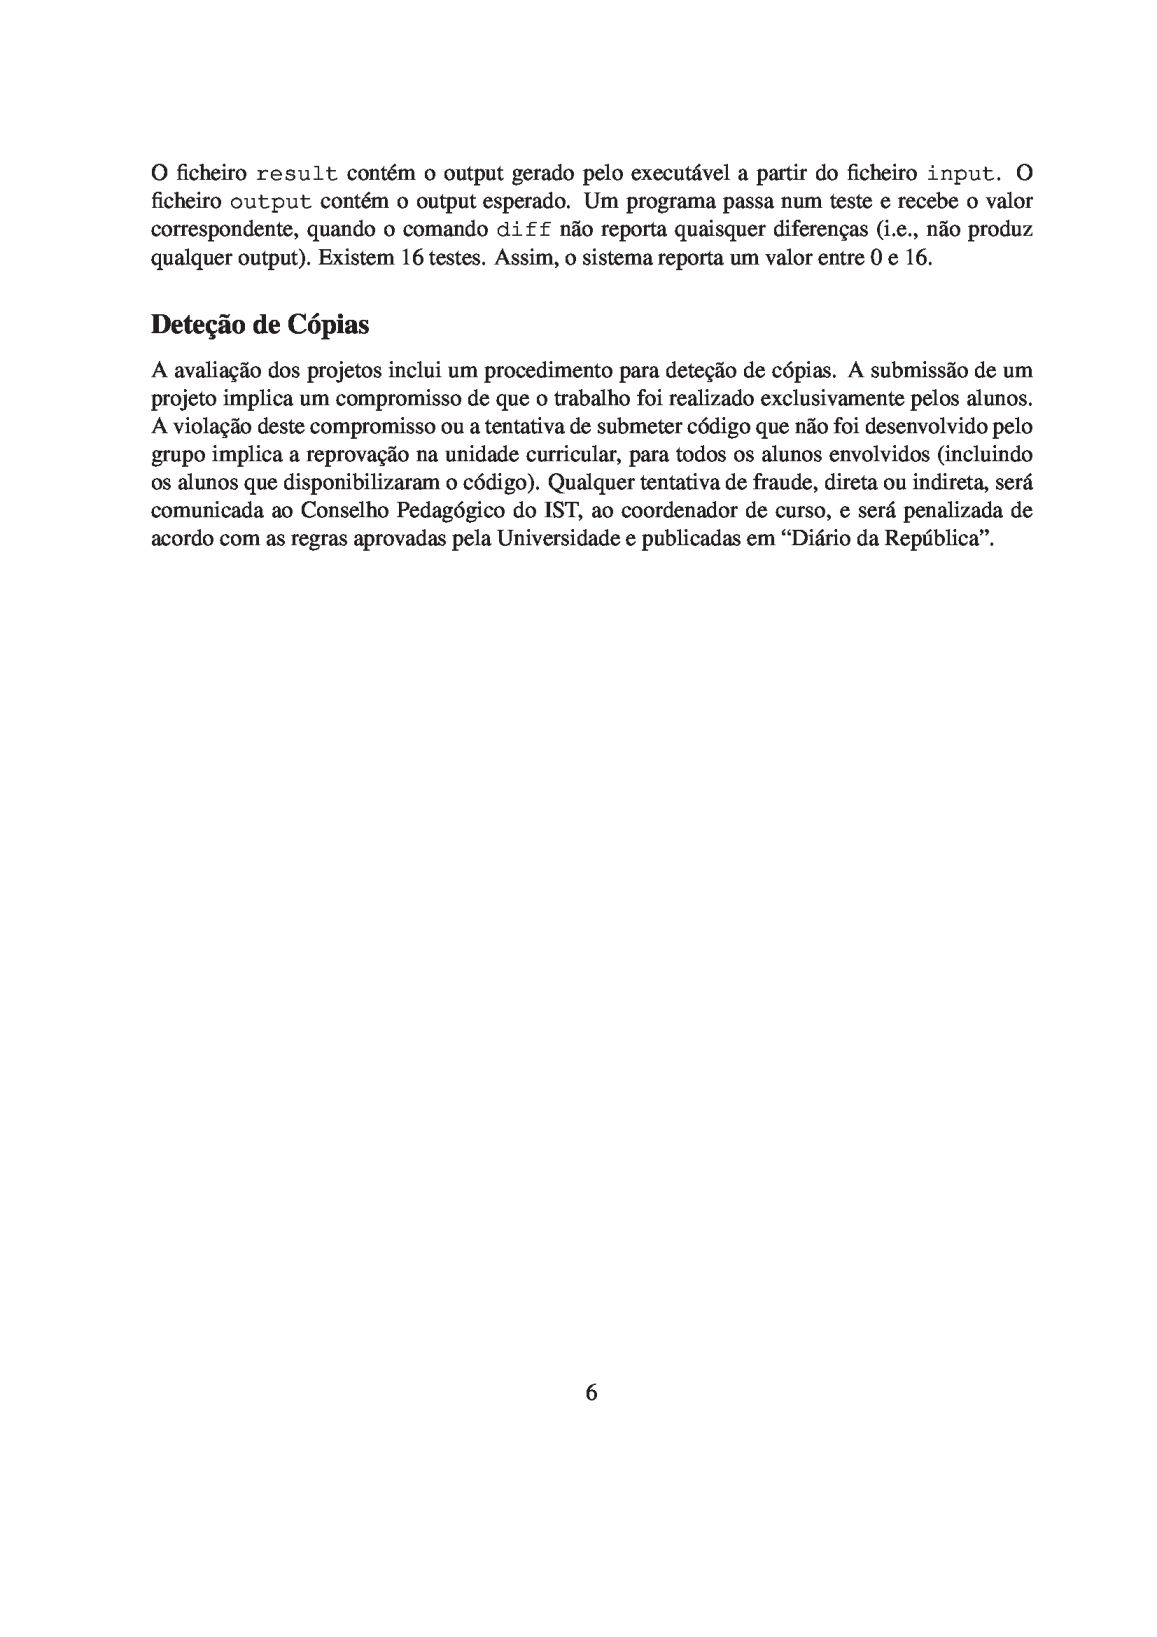 O ficheiro result contém o output gerado pelo executável a partir do ficheiro input. O
ficheiro output contém o output esperado. Um programa passa num teste e recebe o valor
correspondente, quando o comando diff não reporta quaisquer diferenças (i.e., não produz
qualquer output). Existem 16 testes. Assim, o sistema reporta um valor entre 0 e 16.
Deteção de Cópias
A avaliação dos projetos inclui um procedimento para deteção de cópias. A submissão de um
projeto implica um compromisso de que o trabalho foi realizado exclusivamente pelos alunos.
A violação deste compromisso ou a tentativa de submeter código que não foi desenvolvido pelo
grupo implica a reprovação na unidade curricular, para todos os alunos envolvidos (incluindo
os alunos que disponibilizaram o código). Qualquer tentativa de fraude, direta ou indireta, será
comunicada ao Conselho Pedagógico do IST, ao coordenador de curso, e será penalizada de
acordo com as regras aprovadas pela Universidade e publicadas em “Diário da República”.
6